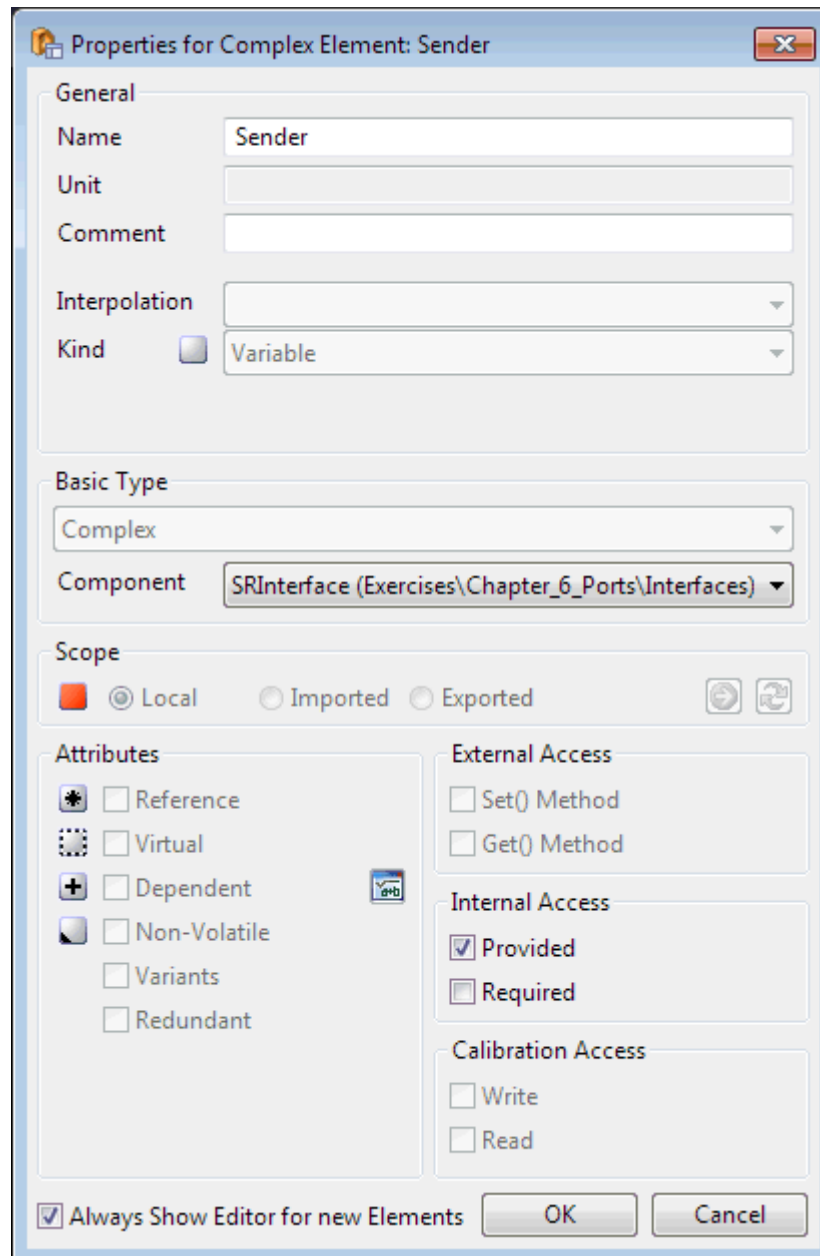 Properties for Complex Element: Sender
General
Name Sender
Unit
Comment
Interpolation
Kind Variable
Basic Type
Complex
Component SRInterface (Exercises\Chapter_6_Ports\Interfaces)
Scope
Local Imported Exported
Attributes
Reference
Virtual
Dependent
Non-Volatile
Variants
Redundant
External Access
Set() Method
Get() Method
Internal Access
Provided
Required
Calibration Access
Write
Read
Always Show Editor for new Elements OK Cancel